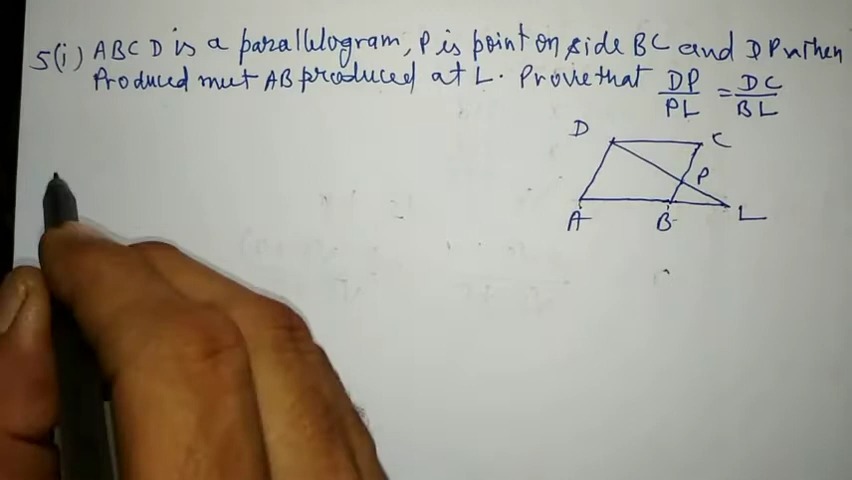 5(i) ABCD is a parallelogram, P is point on side BC and DP when
Produced meet AB produced at L. Prove that DP/PL = DC/BL
D
C
P
A
B
L